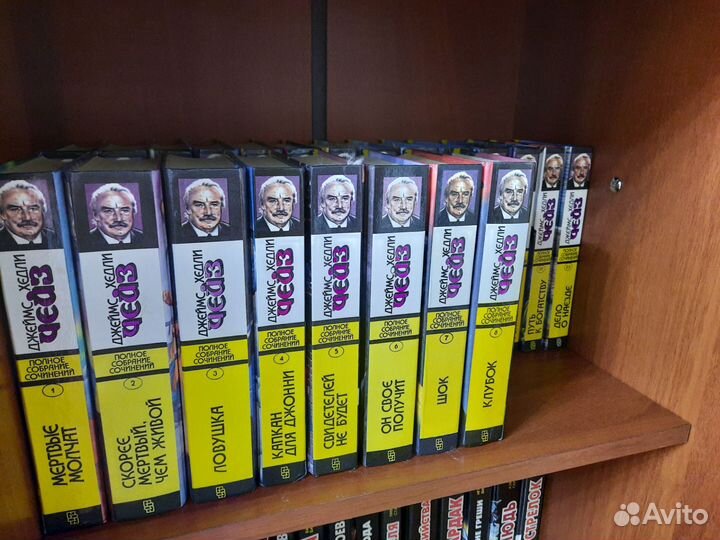 ДЖЕЙМС ХЕДЛИ
ЧЕЙЗ
ПОЛНОЕ
СОБРАНИЕ
СОЧИНЕНИЙ
1
МЕРТВЫЕ
МОЛЧАТ
ДЖЕЙМС ХЕДЛИ
ЧЕЙЗ
ПОЛНОЕ
СОБРАНИЕ
СОЧИНЕНИЙ
2
СКОРЕЕ
МЕРТВЫЙ,
ЧЕМ ЖИВОЙ
ДЖЕЙМС ХЕДЛИ
ЧЕЙЗ
ПОЛНОЕ
СОБРАНИЕ
СОЧИНЕНИЙ
3
ЛОВУШКА
ДЖЕЙМС ХЕДЛИ
ЧЕЙЗ
ПОЛНОЕ
СОБРАНИЕ
СОЧИНЕНИЙ
4
КАПКАН
ДЛЯ ДЖОННИ
ДЖЕЙМС ХЕДЛИ
ЧЕЙЗ
ПОЛНОЕ
СОБРАНИЕ
СОЧИНЕНИЙ
5
СВИДЕТЕЛЕЙ
НЕ БУДЕТ
ДЖЕЙМС ХЕДЛИ
ЧЕЙЗ
ПОЛНОЕ
СОБРАНИЕ
СОЧИНЕНИЙ
6
ОН СВОЕ
ПОЛУЧИТ
ДЖЕЙМС ХЕДЛИ
ЧЕЙЗ
ПОЛНОЕ
СОБРАНИЕ
СОЧИНЕНИЙ
7
ШОК
ДЖЕЙМС ХЕДЛИ
ЧЕЙЗ
ПОЛНОЕ
СОБРАНИЕ
СОЧИНЕНИЙ
8
КЛУБОК
ПУТЬ
К БОГАТСТВУ
ДЖЕЙМС ХЕДЛИ
ЧЕЙЗ
ДЖЕЙМС ХЕДЛИ
ЧЕЙЗ
ДЕЛО
О НАЕЗДЕ
Avito